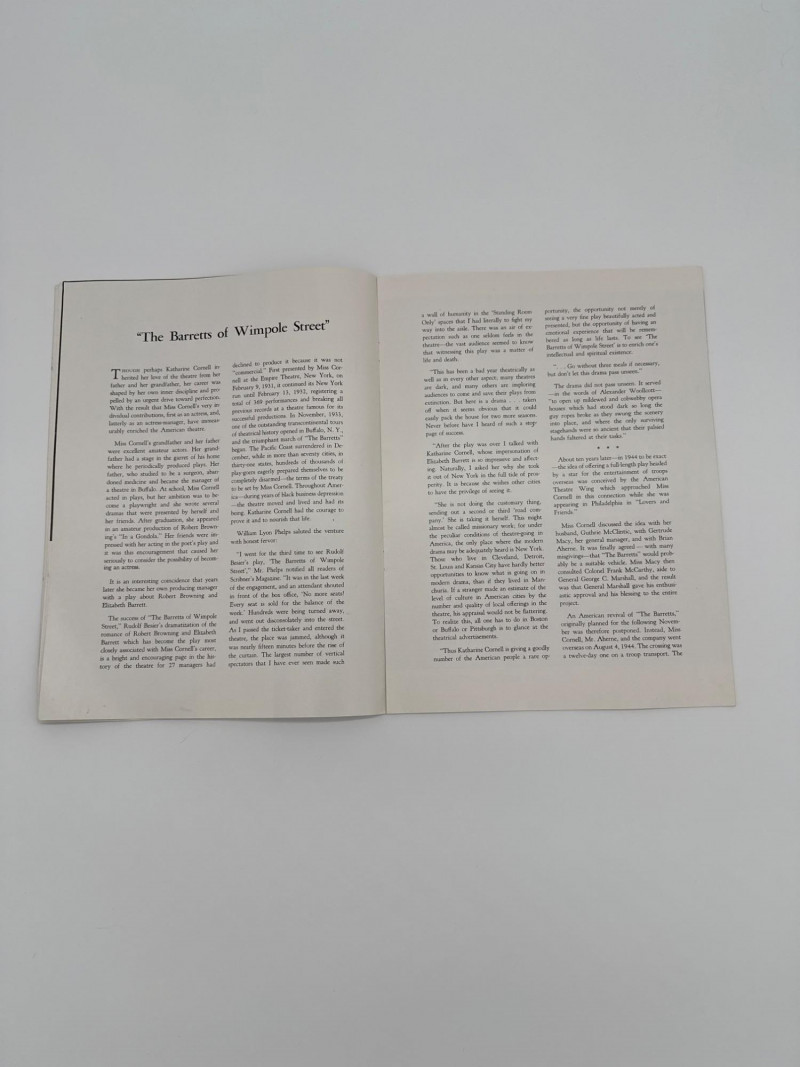 "The Barretts of Wimpole Street"
THOUGH perhaps Katharine Cornell in-
herited her love of the theatre from her
father and her grandfather, her career was
shaped by her own inner discipline and pro-
pelled by an urgent drive toward perfection.
With the result that Miss Cornell's very in-
dividual contributions, first as an actress, and,
latterly as an actress-manager, have immeas-
urably enriched the American theatre.
Miss Cornell's grandfather and her father
were excellent amateur actors. Her grand-
father had a stage in the garret of his home
where he periodically produced plays. Her
father, who studied to be a surgeon, aban-
doned medicine and became the manager of
a theatre in Buffalo. At school, Miss Cornell
acted in plays, but her ambition was to be-
come a playwright and she wrote several
dramas that were presented by herself and
her friends. After graduation, she appeared
in an amateur production of Robert Brown-
ing's "In a Gondola." Her friends were im-
pressed with her acting in the poet's play and
it was this encouragement that caused her
seriously to consider the possibility of becom-
ing an actress.
It is an interesting coincidence that years
later she became her own producing manager
with a play about Robert Browning and
Elizabeth Barrett.
The success of "The Barretts of Wimpole
Street," Rudolf Besier's dramatization of the
romance of Robert Browning and Elizabeth
Barrett which has become the play most
closely associated with Miss Cornell's career,
is a bright and encouraging page in the his-
tory of the theatre for 27 managers had
declined to produce it because it was not
"commercial." First presented by Miss Cor-
nell at the Empire Theatre, New York, on
February 9, 1931, it continued its New York
run until February 13, 1932, registering a
total of 369 performances and breaking all
previous records at a theatre famous for its
successful productions. In November, 1933,
one of the outstanding transcontinental tours
of theatrical history opened in Buffalo, N. Y.,
and the triumphant march of "The Barretts"
began. The Pacific Coast surrendered in De-
cember, while in more than seventy cities, in
thirty-one states, hundreds of thousands of
play-goers eagerly prepared themselves to be
completely disarmed—the terms of the treaty
to be set by Miss Cornell. Throughout Amer-
ica—during years of black business depression
—the theatre moved and lived and had its
being. Katharine Cornell had the courage to
prove it and to nourish that life.
William Lyon Phelps saluted the venture
with honest fervor:
"I went for the third time to see Rudolf
Besier's play, 'The Barretts of Wimpole
Street'," Mr. Phelps notified all readers of
Scribner's Magazine. "It was in the last week
of the engagement, and an attendant shouted
in front of the box office, 'No more seats!
Every seat is sold for the balance of the
week.' Hundreds were being turned away,
and went out disconsolately into the street.
As I passed the ticket-taker and entered the
theatre, the place was jammed, although it
was nearly fifteen minutes before the rise of
the curtain. The largest number of vertical
spectators that I have ever seen made such
a wall of humanity in the 'Standing Room
Only' spaces that I had literally to fight my
way into the aisle. There was an air of ex-
pectation such as one seldom feels in the
theatre—the vast audience seemed to know
that witnessing this play was a matter of
life and death.
"This has been a bad year theatrically as
well as in every other aspect; many theatres
are dark, and many others are imploring
audiences to come and save their plays from
extinction. But here is a drama . . . taken
off when it seems obvious that it could
easily pack the house for two more seasons.
Never before have I heard of such a stop-
page of success.
"After the play was over I talked with
Katharine Cornell, whose impersonation of
Elizabeth Barrett is so impressive and affect-
ing. Naturally, I asked her why she took
it out of New York in the full tide of pros-
perity. It is because she wishes other cities
to have the privilege of seeing it.
"She is not doing the customary thing,
sending out a second or third 'road com-
pany.' She is taking it herself. This might
almost be called missionary work; for under
the peculiar conditions of theatre-going in
America, the only place where the modern
drama may be adequately heard is New York.
Those who live in Cleveland, Detroit,
St. Louis and Kansas City have hardly better
opportunities to know what is going on in
modern drama, than if they lived in Man-
churia. If a stranger made an estimate of the
level of culture in American cities by the
number and quality of local offerings in the
theatre, his appraisal would not be flattering.
To realize this, all one has to do in Boston
or Buffalo or Pittsburgh is to glance at the
theatrical advertisements.
"Thus Katharine Cornell is giving a goodly
number of the American people a rare op-
portunity, the opportunity not merely of
seeing a very fine play beautifully acted and
presented, but the opportunity of having an
emotional experience that will be remem-
bered as long as life lasts. To see 'The
Barretts of Wimpole Street' is to enrich one's
intellectual and spiritual existence.
". . . Go without three meals if necessary,
but don't let this drama pass unseen."
The drama did not pass unseen. It served
—in the words of Alexander Woollcott—
"to open up mildewed and cobwebby opera
houses which had stood dark so long the
guy ropes broke as they swung the scenery
into place, and where the only surviving
stagehands were so ancient that their palsied
hands faltered at their tasks."
* * *
About ten years later—in 1944 to be exact
—the idea of offering a full-length play headed
by a star for the entertainment of troops
overseas was conceived by the American
Theatre Wing which approached Miss
Cornell in this connection while she was
appearing in Philadelphia in "Lovers and
Friends."
Miss Cornell discussed the idea with her
husband, Guthrie McClintic, with Gertrude
Macy, her general manager, and with Brian
Aherne. It was finally agreed — with many
misgivings—that "The Barretts" would prob-
ably be a suitable vehicle. Miss Macy then
consulted Colonel Frank McCarthy, aide to
General George C. Marshall, and the result
was that General Marshall gave his enthusi-
astic approval and his blessing to the entire
project.
An American revival of "The Barretts,"
originally planned for the following Novem-
ber was therefore postponed. Instead, Miss
Cornell, Mr. Aherne, and the company went
overseas on August 4, 1944. The crossing was
a twelve-day one on a troop transport. The